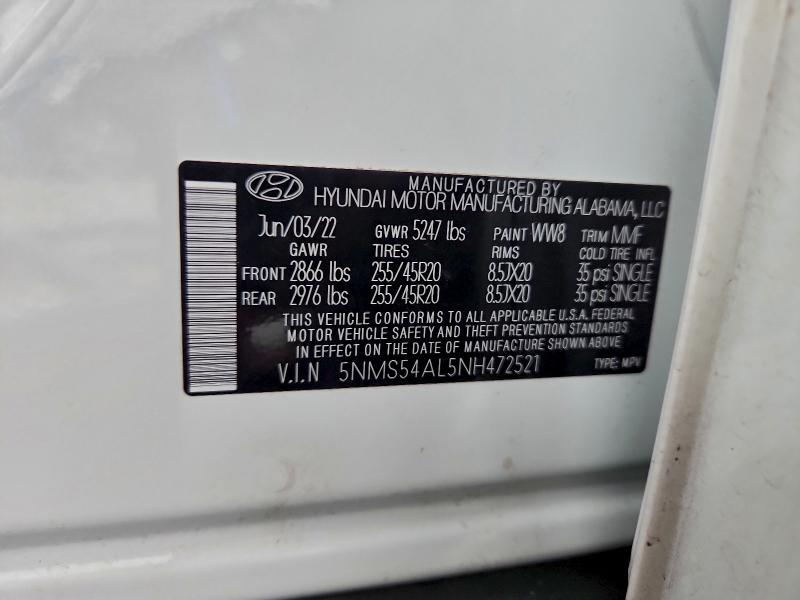 MANUFACTURED BY
HYUNDAI MOTOR MANUFACTURING ALABAMA, LLC
Jun/03/22 GVWR 5247 lbs PAINT WW8 TRIM MMF
GAWR TIRES RIMS COLD TIRE INFL
FRONT 2866 lbs 255/45R20 8.5JX20 35 psi SINGLE
REAR 2976 lbs 255/45R20 8.5JX20 35 psi SINGLE
THIS VEHICLE CONFORMS TO ALL APPLICABLE U.S.A. FEDERAL
MOTOR VEHICLE SAFETY AND THEFT PREVENTION STANDARDS
IN EFFECT ON THE DATE OF MANUFACTURE SHOWN ABOVE
V.I.N 5NMS54AL5NH472521 TYPE: MPV